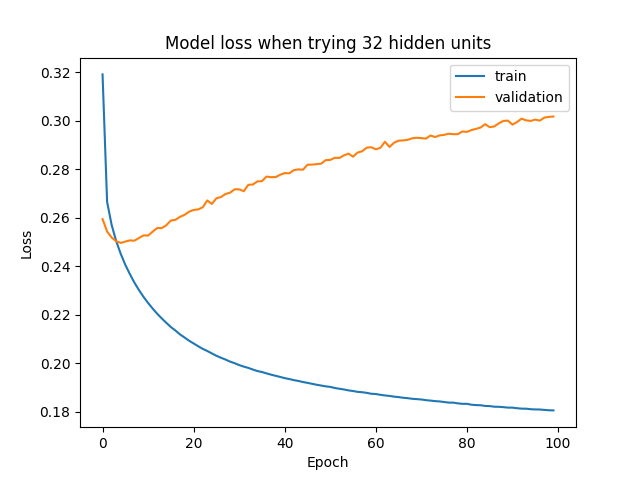 Model loss when trying 32 hidden units
train
validation
0.32
0.30
0.28
0.26
0.24
0.22
0.20
0.18
Loss
0 20 40 60 80 100
Epoch